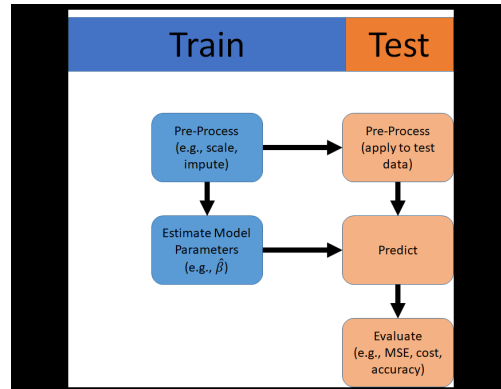 Train
Test
Pre-Process
(e.g., scale,
impute)
Pre-Process
(apply to test
data)
Estimate Model
Parameters
(e.g., β̂)
Predict
Evaluate
(e.g., MSE, cost,
accuracy)